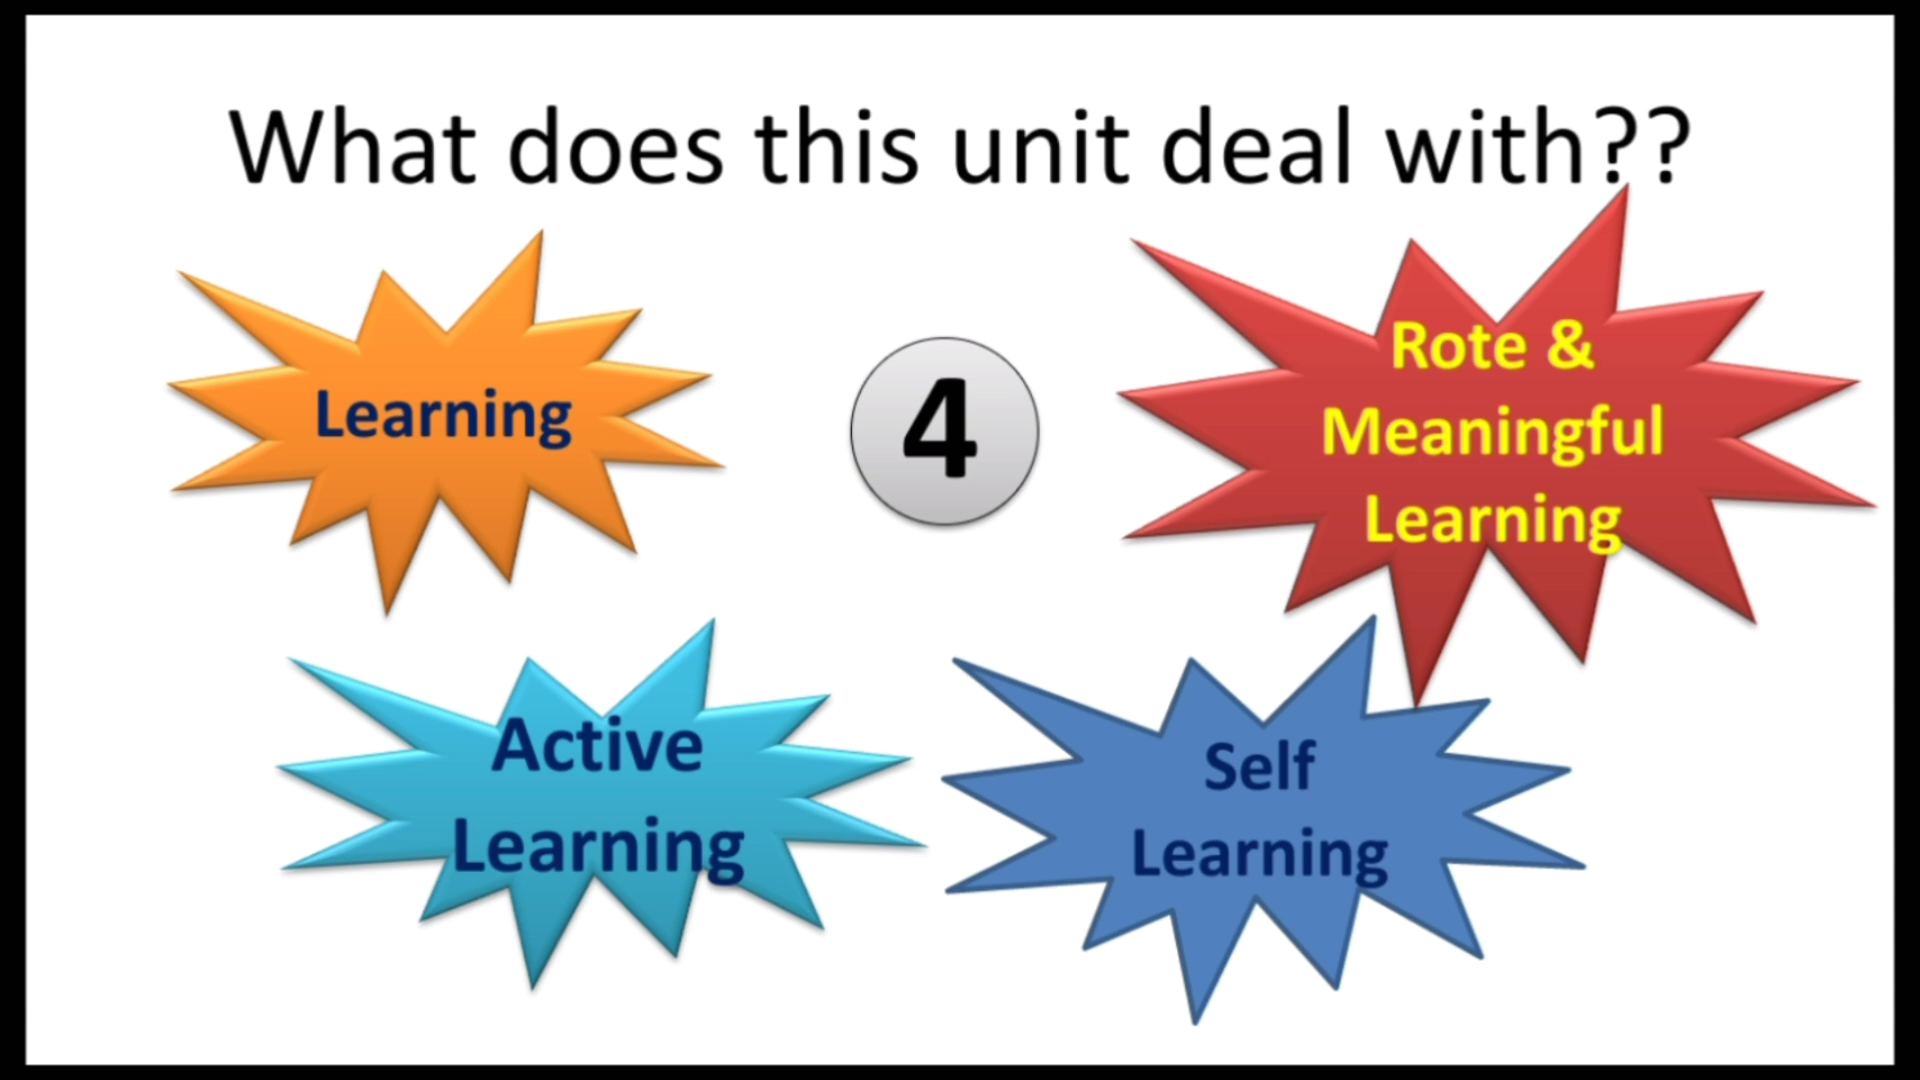 What does this unit deal with??
Learning
4
Rote &
Meaningful
Learning
Active
Learning
Self
Learning